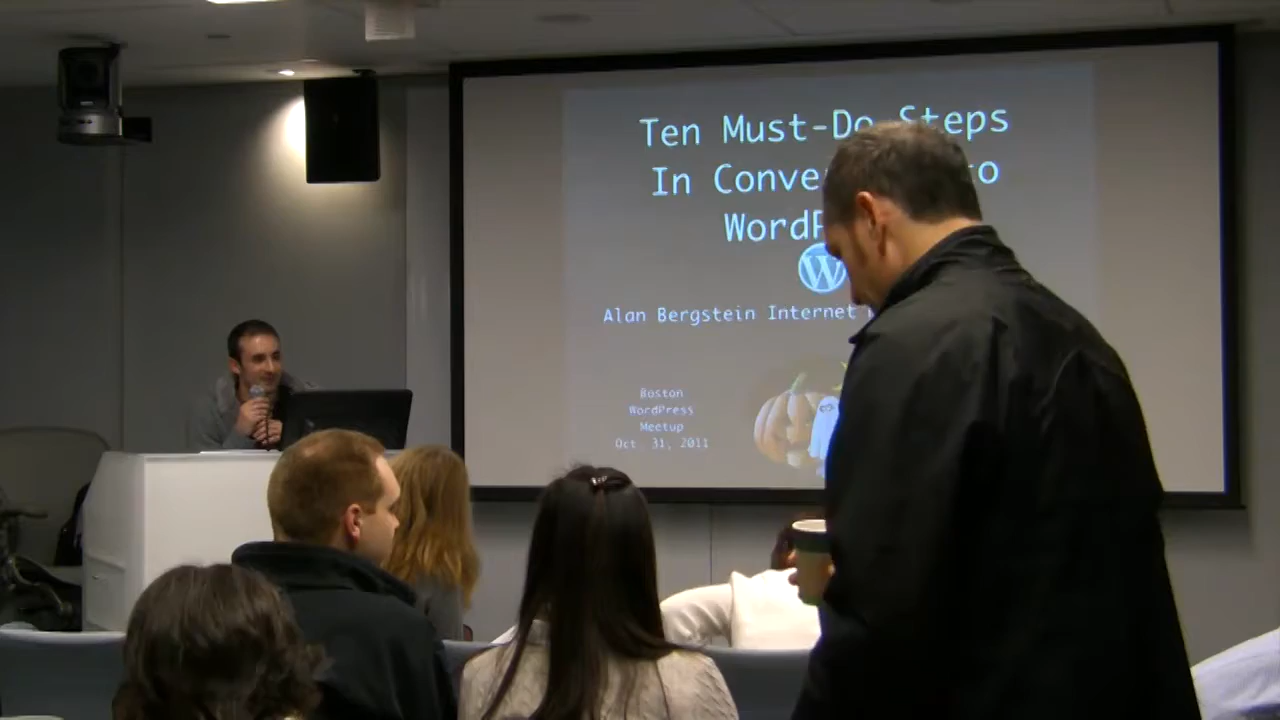 Ten Must-Do Steps
In Conve
WordP
W
Alan Bergstein Internet
Boston
WordPress
Meetup
Oct. 31, 2011